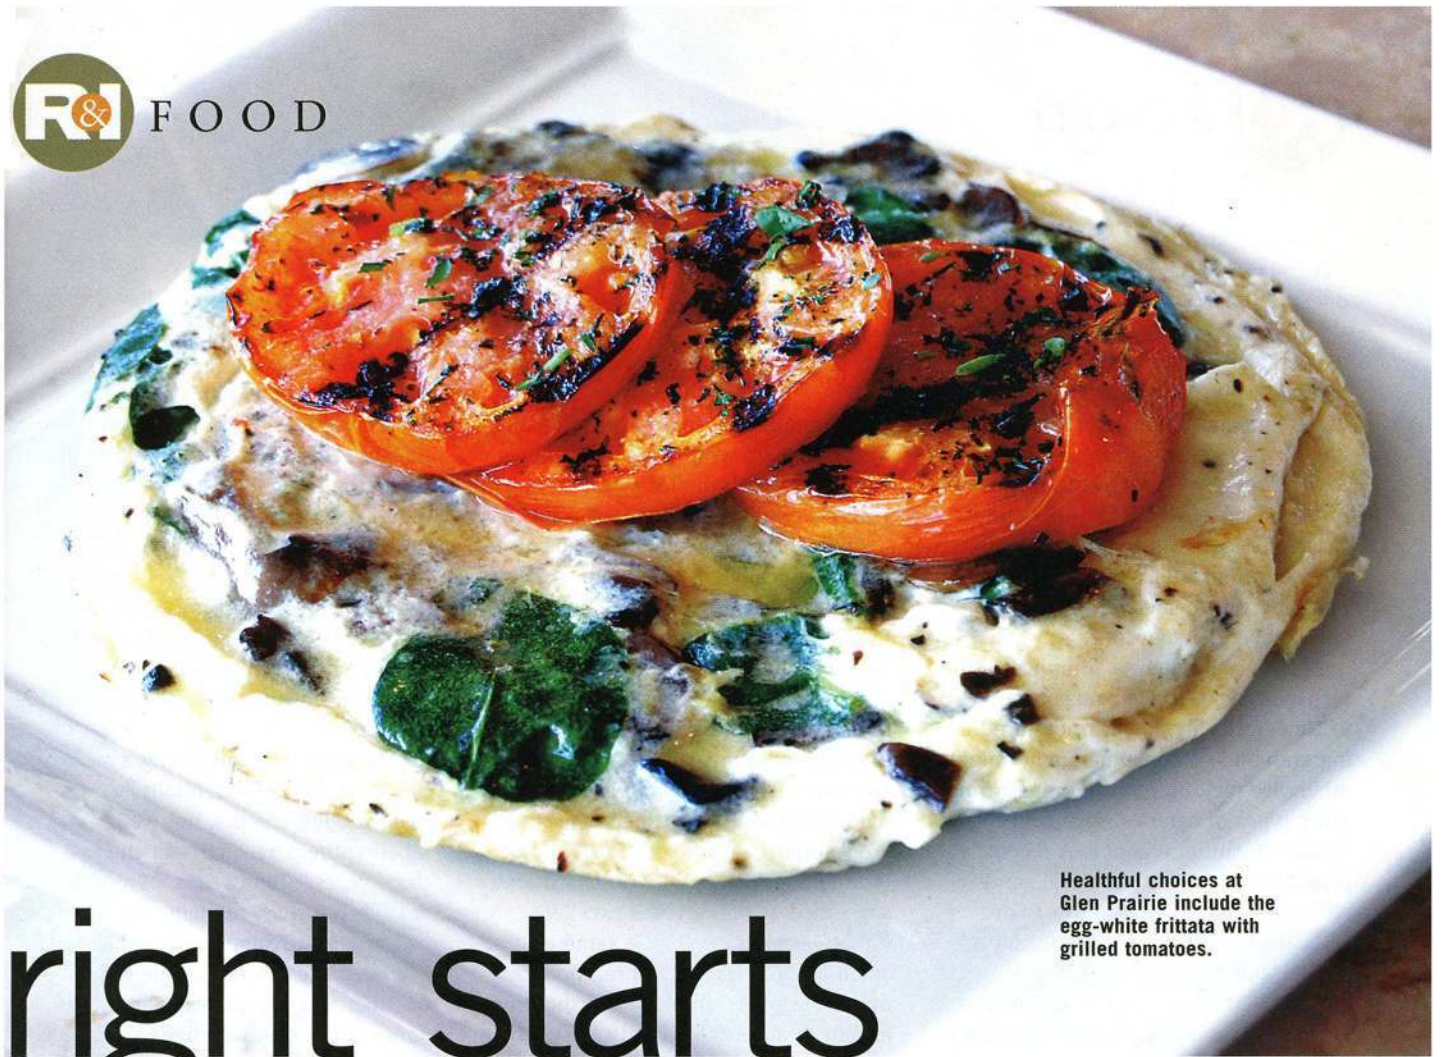 R&I FOOD
Healthful choices at
Glen Prairie include the
egg-white frittata with
grilled tomatoes.
right starts